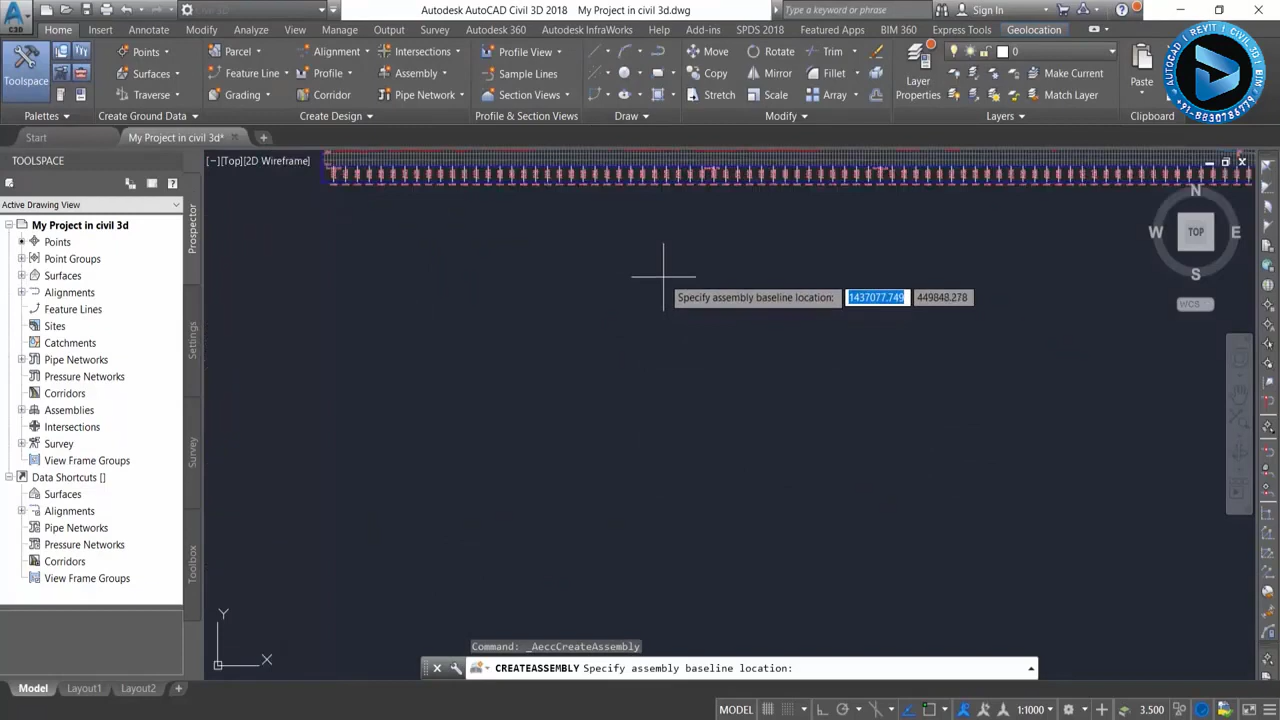 Autodesk AutoCAD Civil 3D 2018 My Project in civil 3d.dwg
Type a keyword or phrase
Sign In
Home Insert Annotate Modify Analyze View Manage Output Survey Autodesk 360 Autodesk InfraWorks Help Add-ins SPDS 2018 Featured Apps BIM 360 Express Tools Geolocation
Toolspace
Points
Surfaces
Traverse
Parcel
Feature Line
Grading
Alignment
Profile
Corridor
Intersections
Assembly
Pipe Network
Profile View
Sample Lines
Section Views
Move
Copy
Stretch
Rotate
Mirror
Scale
Trim
Fillet
Array
Layer
Properties
0
Make Current
Match Layer
Paste
Palettes
Create Ground Data
Create Design
Profile & Section Views
Draw
Modify
Layers
Clipboard
AUTOCAD | REVIT | CIVIL 3D | BIM
+91-8830786779
Start
My Project in civil 3d*
TOOLSPACE
Active Drawing View
My Project in civil 3d
Points
Point Groups
Surfaces
Alignments
Feature Lines
Sites
Catchments
Pipe Networks
Pressure Networks
Corridors
Assemblies
Intersections
Survey
View Frame Groups
Data Shortcuts []
Surfaces
Alignments
Pipe Networks
Pressure Networks
Corridors
View Frame Groups
Prospector
Settings
Survey
Toolbox
[−][Top][2D Wireframe]
N
W TOP E
S
WCS
Specify assembly baseline location: 1437077.749 449848.278
Y
X
Command: _AeccCreateAssembly
CREATEASSEMBLY Specify assembly baseline location:
Model Layout1 Layout2 +
MODEL 1:1000 3.500